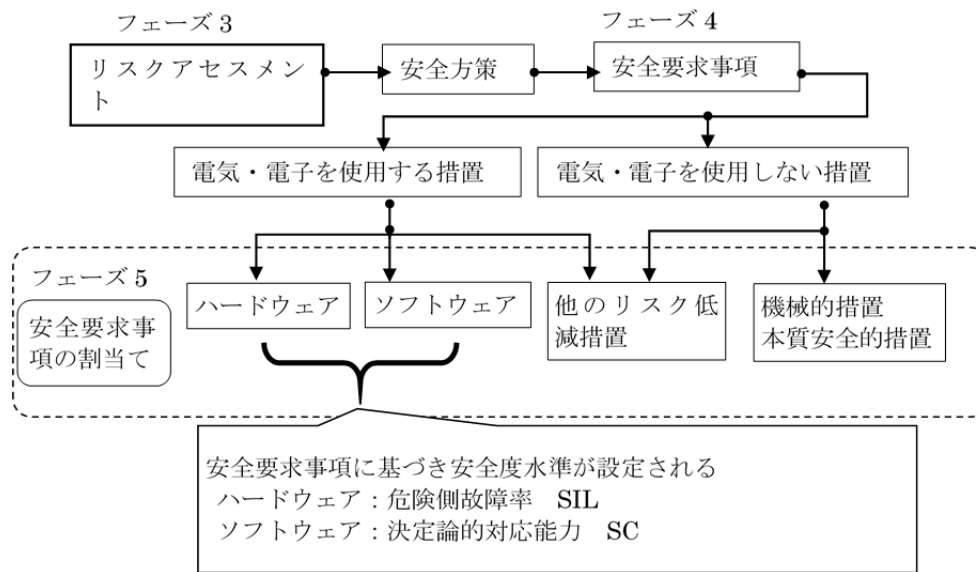 フェーズ 3
フェーズ 4
リスクアセスメン
ト
安全方策
安全要求事項
電気・電子を使用する措置
電気・電子を使用しない措置
フェーズ 5
安全要求事
項の割当て
ハードウェア
ソフトウェア
他のリスク低
減措置
機械的措置
本質安全的措置
安全要求事項に基づき安全度水準が設定される
ハードウェア：危険側故障率　SIL
ソフトウェア：決定論的対応能力　SC